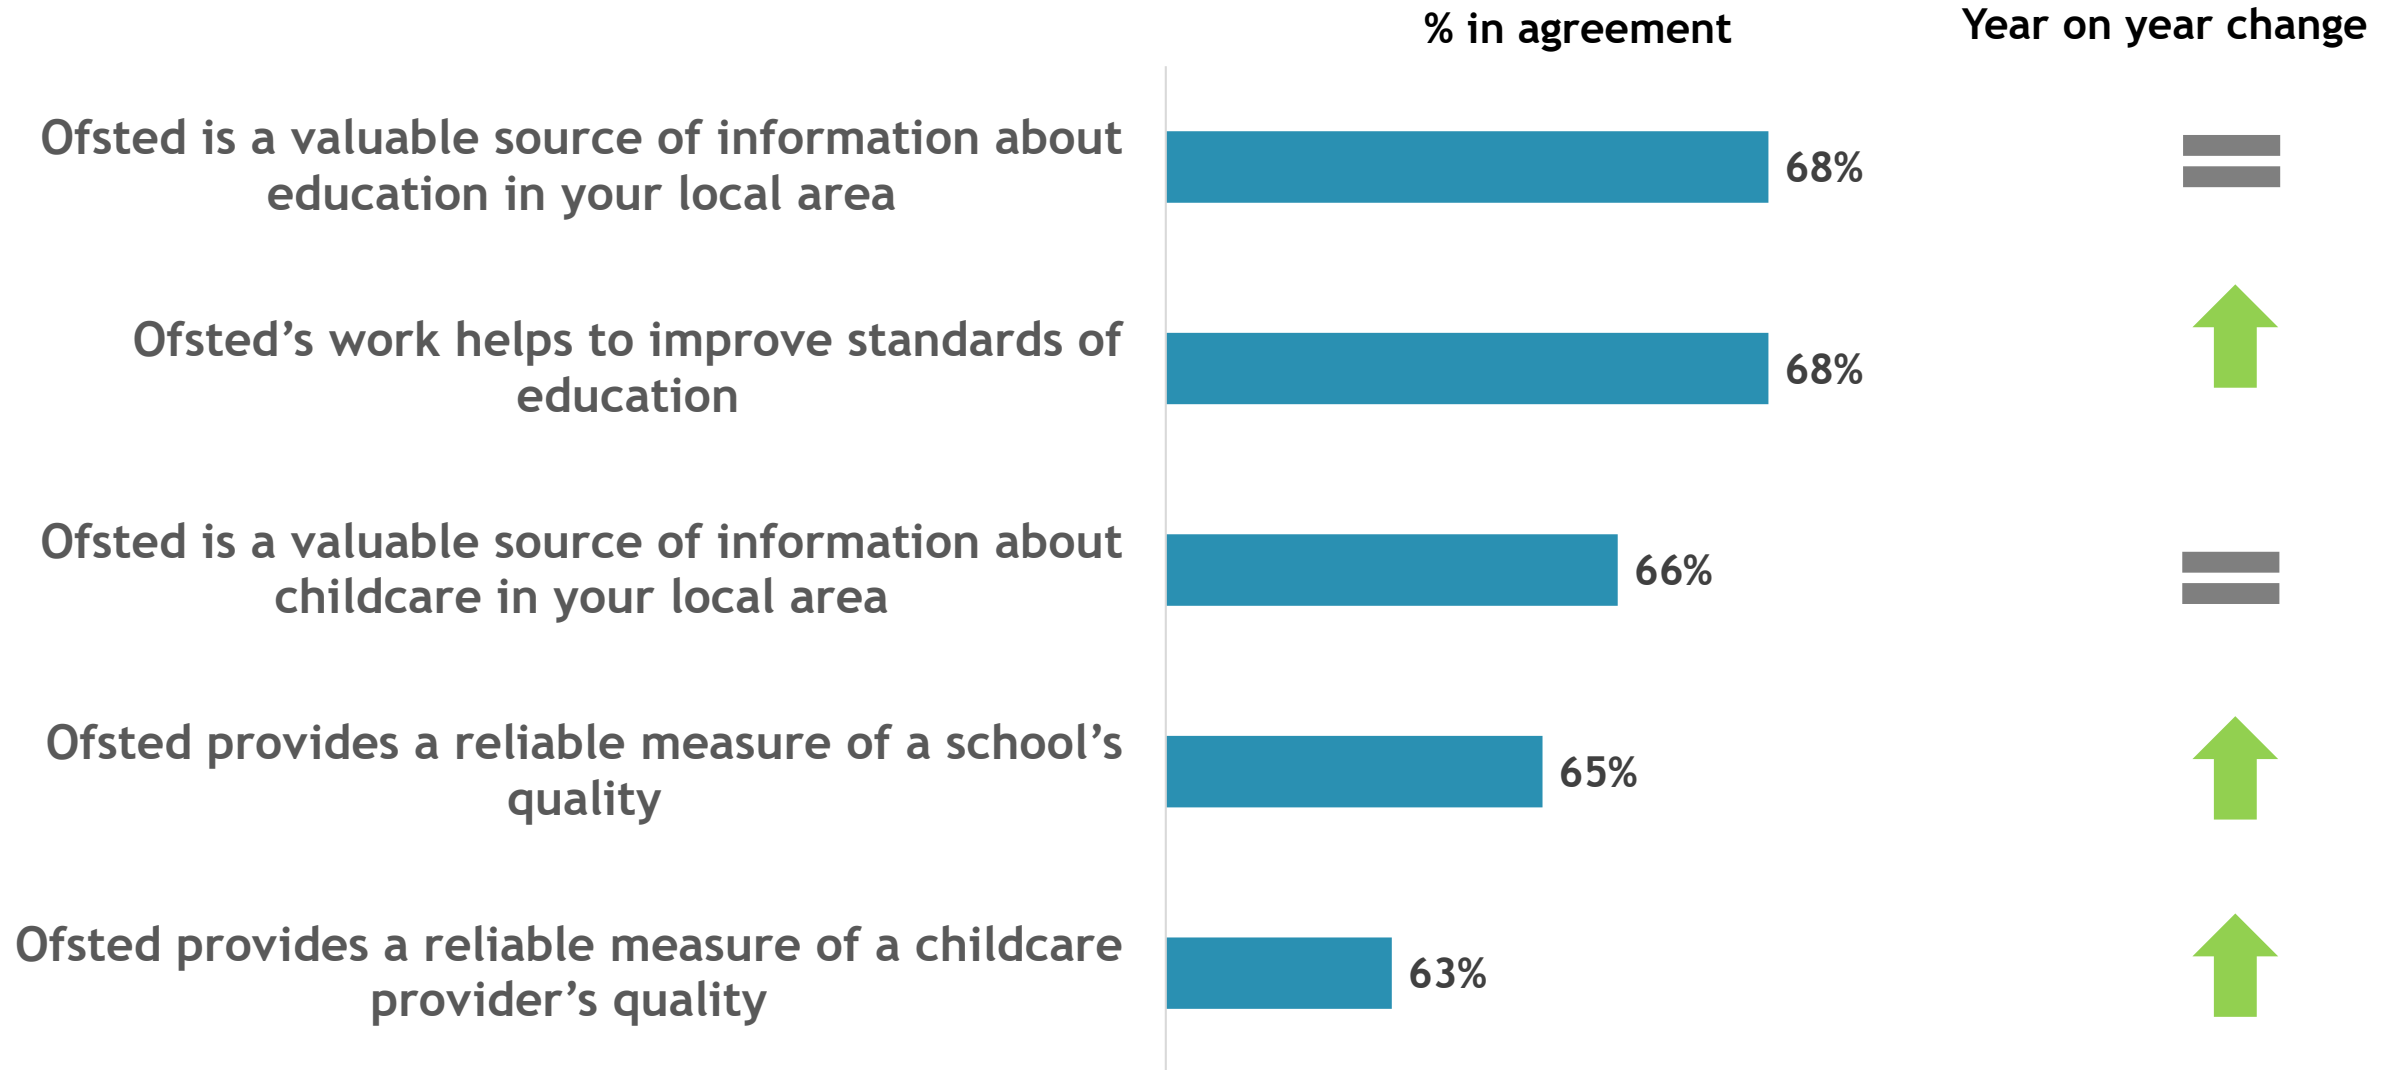 % in agreement
Year on year change
Ofsted is a valuable source of information about
education in your local area
68%
Ofsted’s work helps to improve standards of
education
68%
Ofsted is a valuable source of information about
childcare in your local area
66%
Ofsted provides a reliable measure of a school’s
quality
65%
Ofsted provides a reliable measure of a childcare
provider’s quality
63%